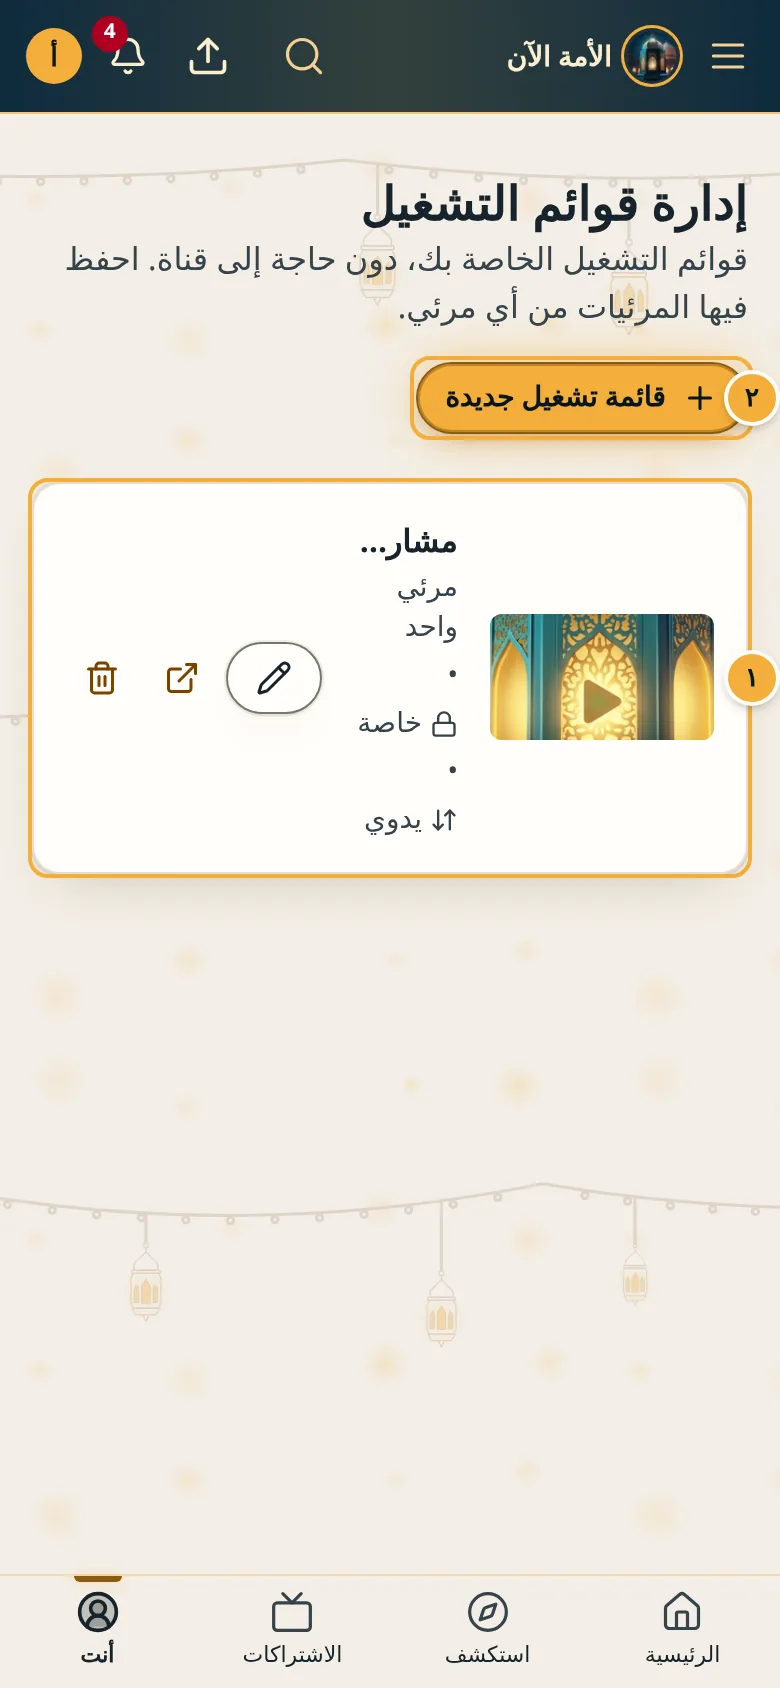 الأمة الآن
4
أ
إدارة قوائم التشغيل
قوائم التشغيل الخاصة بك، دون حاجة إلى قناة. احفظ
فيها المرئيات من أي مرئي.
٢
قائمة تشغيل جديدة
١
مشار...
مرئي
واحد
•
خاصة
•
يدوي
الرئيسية
استكشف
الاشتراكات
أنت